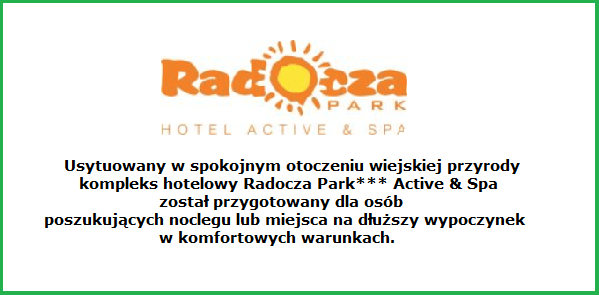 Radocza
PARK
HOTEL ACTIVE & SPA
Usytuowany w spokojnym otoczeniu wiejskiej przyrody
kompleks hotelowy Radocza Park*** Active & Spa
został przygotowany dla osób
poszukujących noclegu lub miejsca na dłuższy wypoczynek
w komfortowych warunkach.